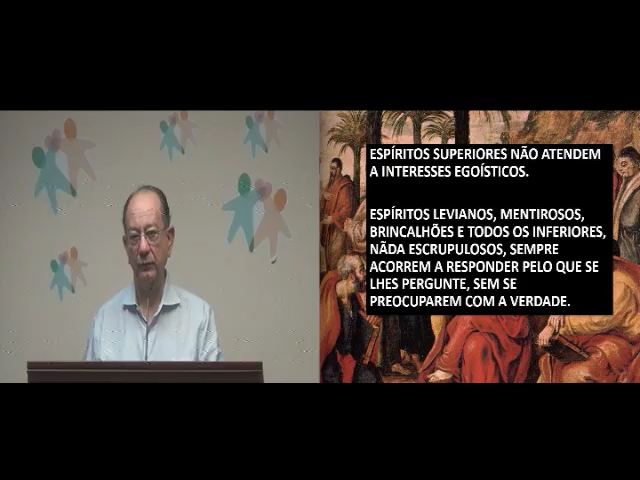 ESPÍRITOS SUPERIORES NÃO ATENDEM
A INTERESSES EGOÍSTICOS.
ESPÍRITOS LEVIANOS, MENTIROSOS,
BRINCALHÕES E TODOS OS INFERIORES,
NÃDA ESCRUPULOSOS, SEMPRE
ACORREM A RESPONDER PELO QUE SE
LHES PERGUNTE, SEM SE
PREOCUPAREM COM A VERDADE.